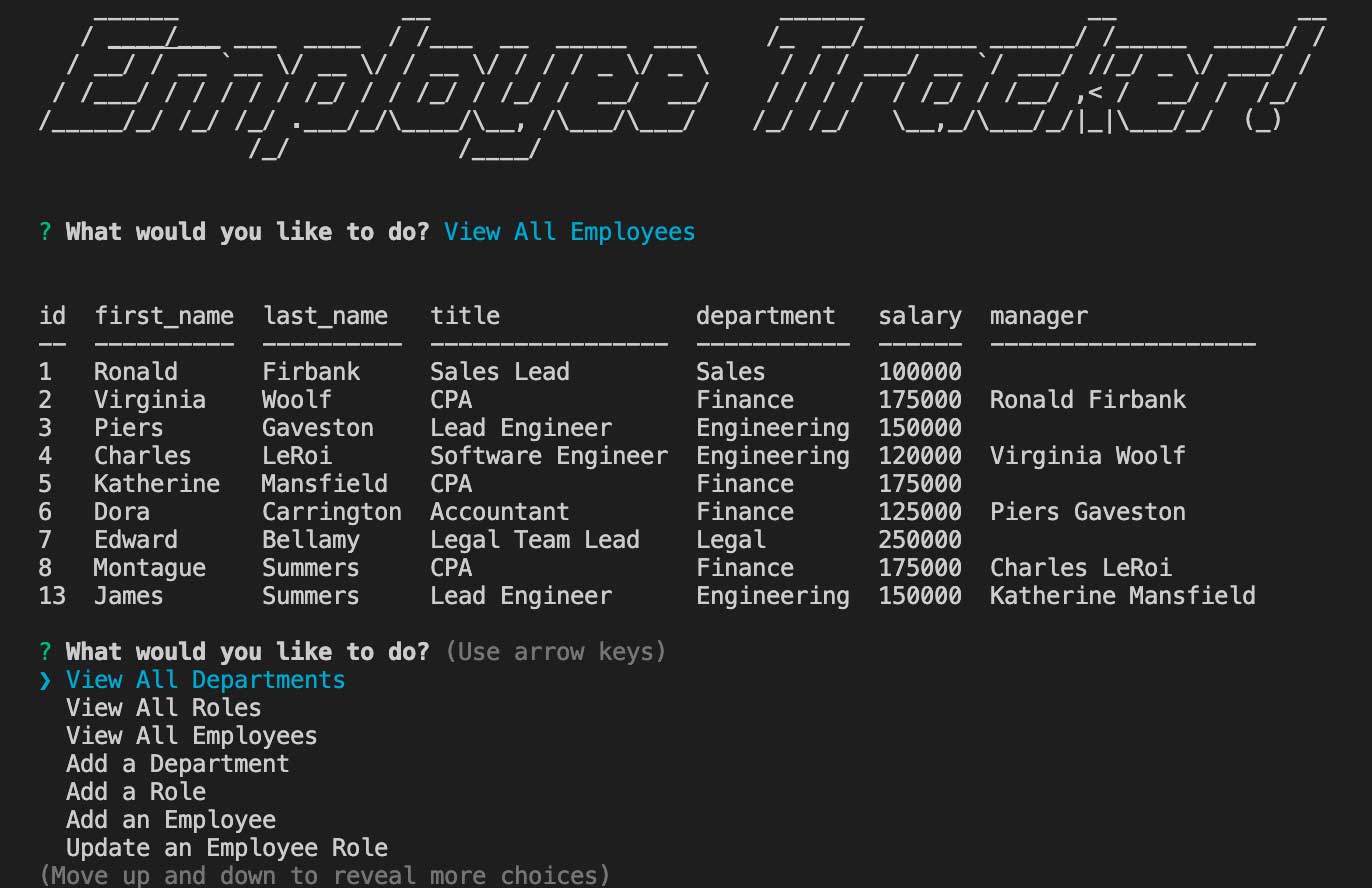 Employee Tracker!
? What would you like to do? View All Employees
id  first_name  last_name   title              department   salary  manager
--  ----------  ----------  -----------------  -----------  ------  -------------------
1   Ronald      Firbank     Sales Lead         Sales        100000
2   Virginia    Woolf       CPA                Finance      175000  Ronald Firbank
3   Piers       Gaveston    Lead Engineer      Engineering  150000
4   Charles     LeRoi       Software Engineer  Engineering  120000  Virginia Woolf
5   Katherine   Mansfield   CPA                Finance      175000
6   Dora        Carrington  Accountant         Finance      125000  Piers Gaveston
7   Edward      Bellamy     Legal Team Lead    Legal        250000
8   Montague    Summers     CPA                Finance      175000  Charles LeRoi
13  James       Summers     Lead Engineer      Engineering  150000  Katherine Mansfield
? What would you like to do? (Use arrow keys)
❯ View All Departments
  View All Roles
  View All Employees
  Add a Department
  Add a Role
  Add an Employee
  Update an Employee Role
(Move up and down to reveal more choices)